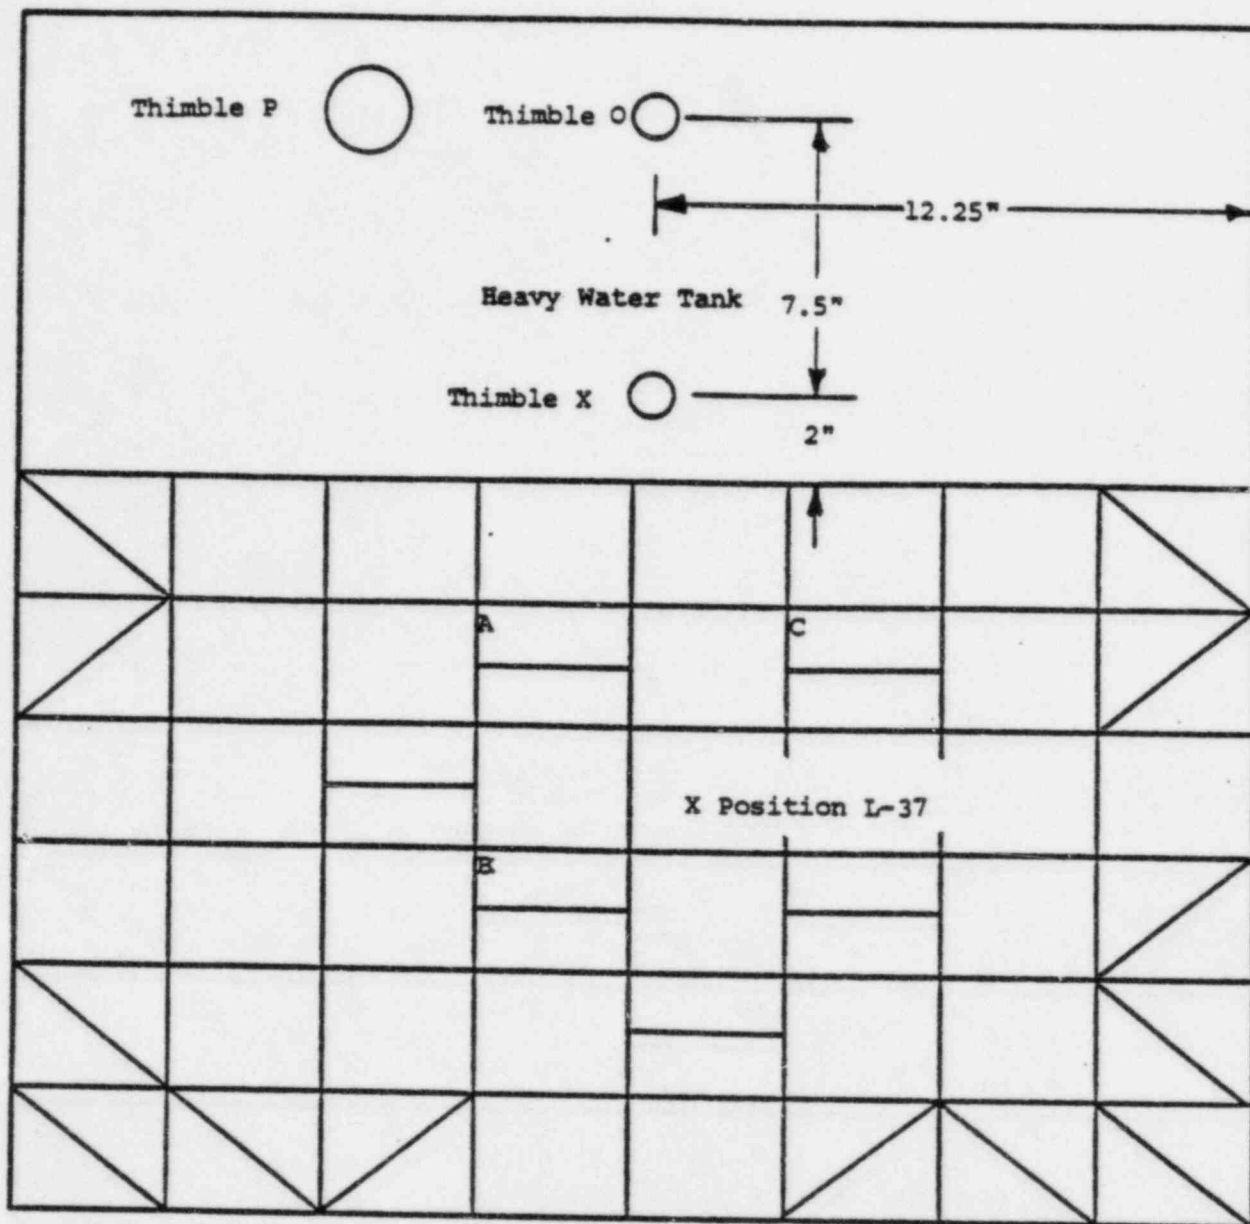 Thimble P
Thimble O
12.25"
Heavy Water Tank
7.5"
Thimble X
2"
A
C
X Position L-37
B